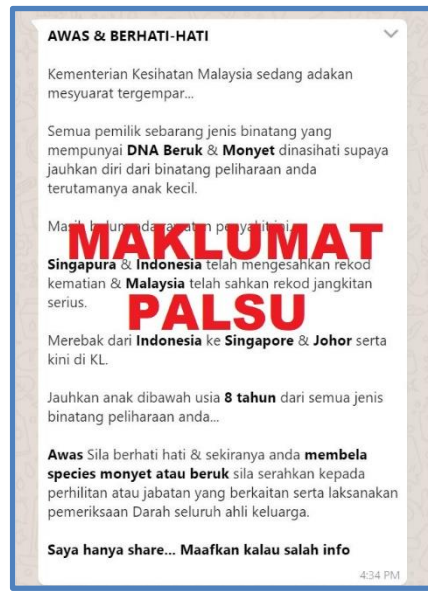 AWAS & BERHATI-HATI
Kementerian Kesihatan Malaysia sedang adakan
mesyuarat tergempar...
Semua pemilik sebarang jenis binatang yang
mempunyai DNA Beruk & Monyet dinasihati supaya
jauhkan diri dari binatang peliharaan anda
terutamanya anak kecil.
Masih belum ada rawatan penyakit ini.
MAKLUMAT
Singapura & Indonesia telah mengesahkan rekod
kematian & Malaysia telah sahkan rekod jangkitan
serius.
PALSU
Merebak dari Indonesia ke Singapore & Johor serta
kini di KL.
Jauhkan anak dibawah usia 8 tahun dari semua jenis
binatang peliharaan anda...
Awas Sila berhati hati & sekiranya anda membela
species monyet atau beruk sila serahkan kepada
perhilitan atau jabatan yang berkaitan serta laksanakan
pemeriksaan Darah seluruh ahli keluarga.
Saya hanya share... Maafkan kalau salah info
4:34 PM